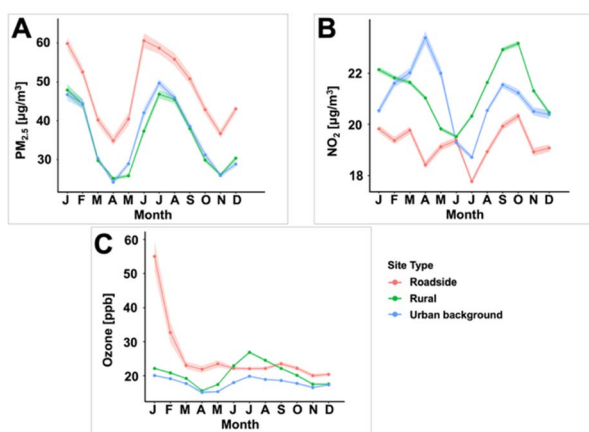 A
PM2.5 [µg/m³]
60
50
40
30
J F M A M J J A S O N D
Month
B
NO2 [µg/m³]
22
20
18
J F M A M J J A S O N D
Month
C
Ozone [ppb]
60
50
40
30
20
J F M A M J J A S O N D
Month
Site Type
Roadside
Rural
Urban background